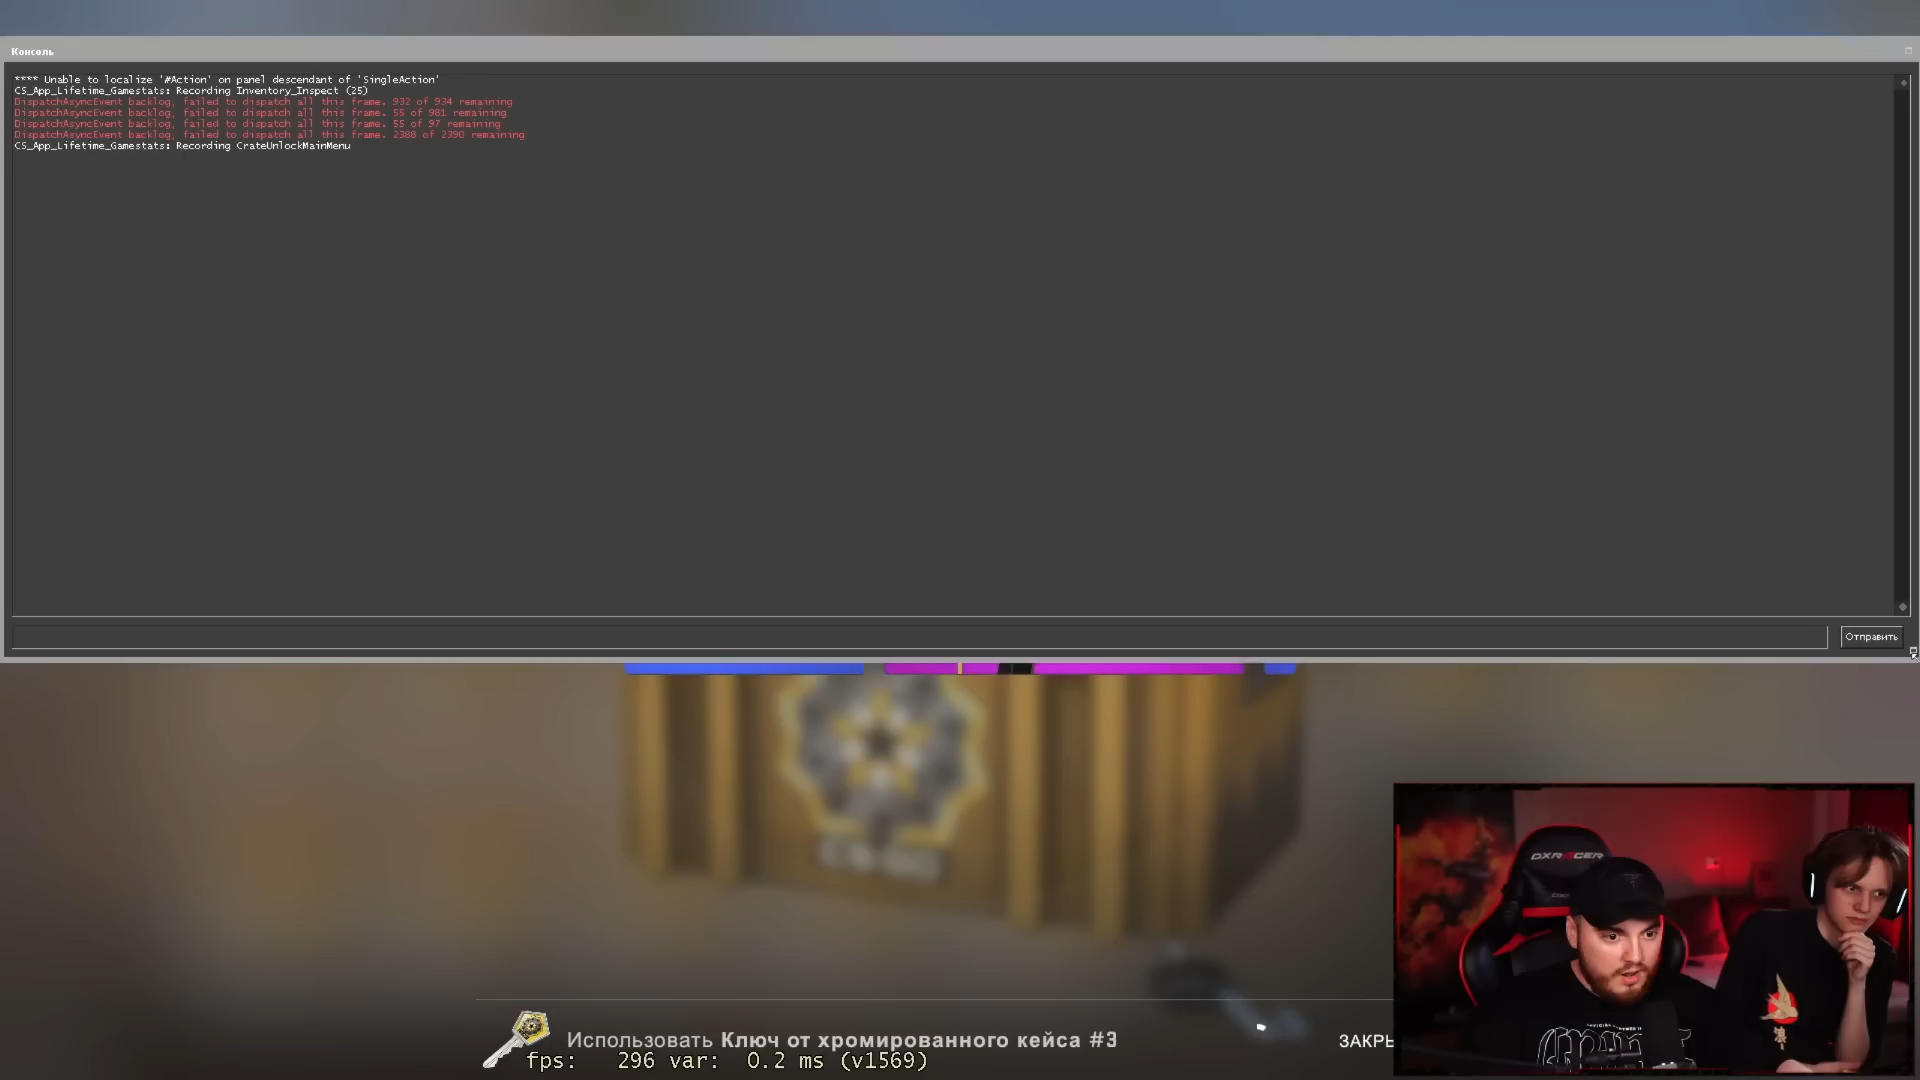 Консоль
**** Unable to localize '#Action' on panel descendant of 'SingleAction'
CS_App_Lifetime_Gamestats: Recording Inventory_Inspect (25)
DispatchAsyncEvent backlog, failed to dispatch all this frame. 932 of 934 remaining
DispatchAsyncEvent backlog, failed to dispatch all this frame. 55 of 981 remaining
DispatchAsyncEvent backlog, failed to dispatch all this frame. 55 of 97 remaining
DispatchAsyncEvent backlog, failed to dispatch all this frame. 2388 of 2390 remaining
CS_App_Lifetime_Gamestats: Recording CrateUnlockMainMenu
Отправить
CS:GO
DXRACER
Использовать Ключ от хромированного кейса #3
ЗАКРЫ
fps: 296 var: 0.2 ms (v1569)